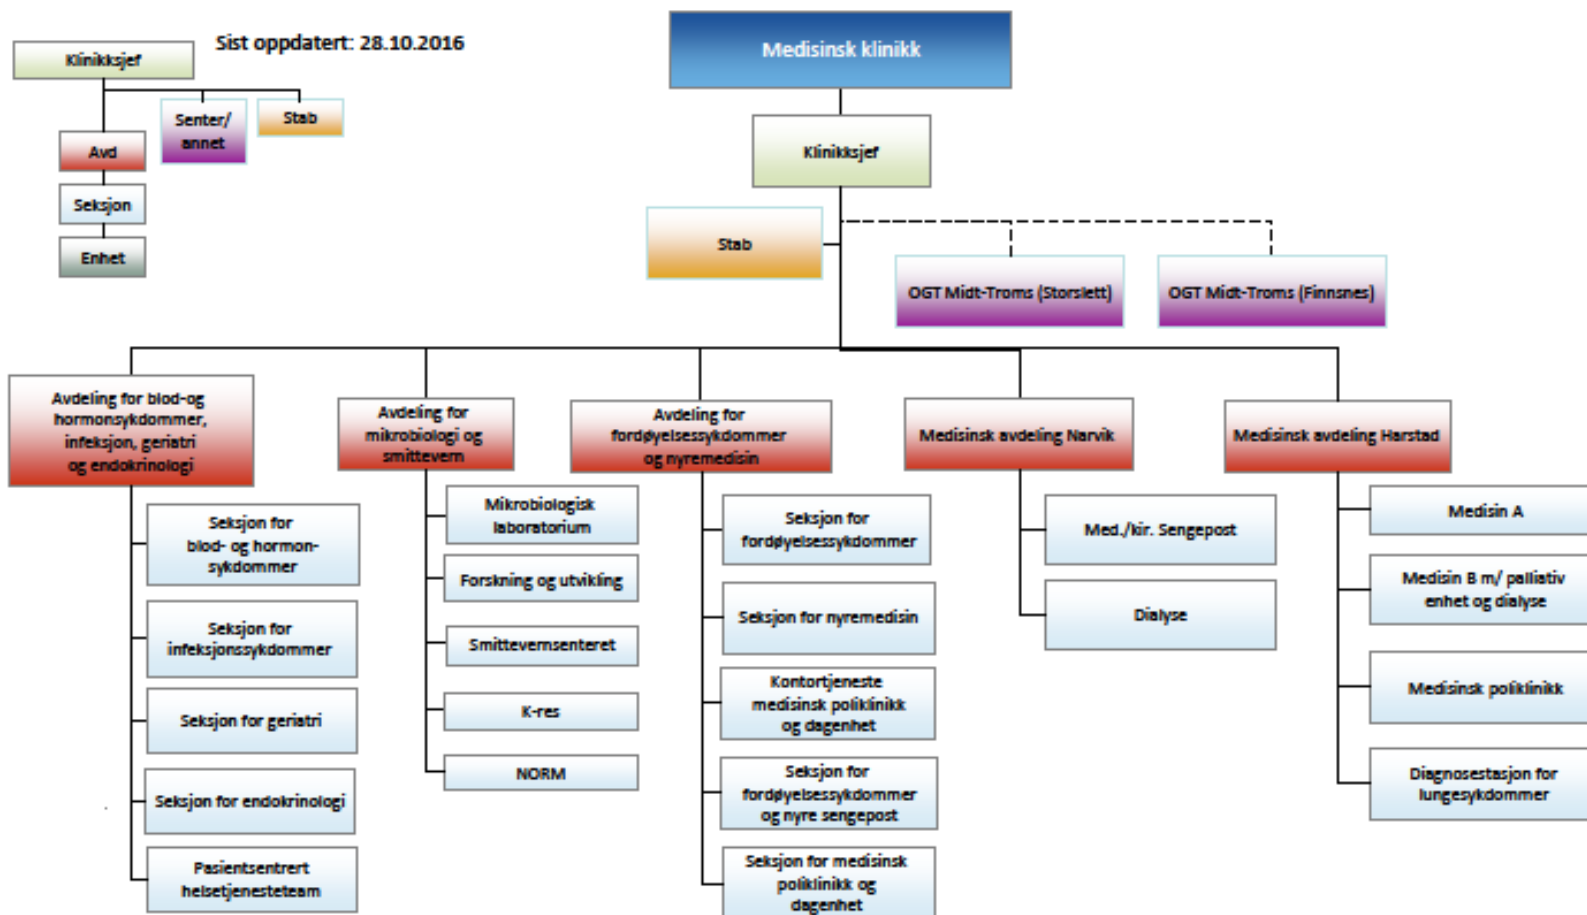 Sist oppdatert: 28.10.2016
Klinikksjef
Senter/
annet
Stab
Avd
Seksjon
Enhet
Medisinsk klinikk
Klinikksjef
Stab
OGT Midt-Troms (Storslett)
OGT Midt-Troms (Finnsnes)
Avdeling for blod-og
hormonsykdommer,
infeksjon, geriatri
og endokrinologi
Seksjon for
blod- og hormon-
sykdommer
Seksjon for
infeksjonssykdommer
Seksjon for geriatri
Seksjon for endokrinologi
Pasientsentrert
helsetjenesteteam
Avdeling for
mikrobiologi og
smittevern
Mikrobiologisk
laboratorium
Forskning og utvikling
Smittevernsenteret
K-res
NORM
Avdeling for
fordøyelsessykdommer
og nyremedisin
Seksjon for
fordøyelsessykdommer
Seksjon for nyremedisin
Kontortjeneste
medisinsk poliklinikk
og dagenhet
Seksjon for
fordøyelsessykdommer
og nyre sengepost
Seksjon for medisinsk
poliklinikk og
dagenhet
Medisinsk avdeling Narvik
Med./kir. Sengepost
Dialyse
Medisinsk avdeling Harstad
Medisin A
Medisin B m/ palliativ
enhet og dialyse
Medisinsk poliklinikk
Diagnosestasjon for
lungesykdommer